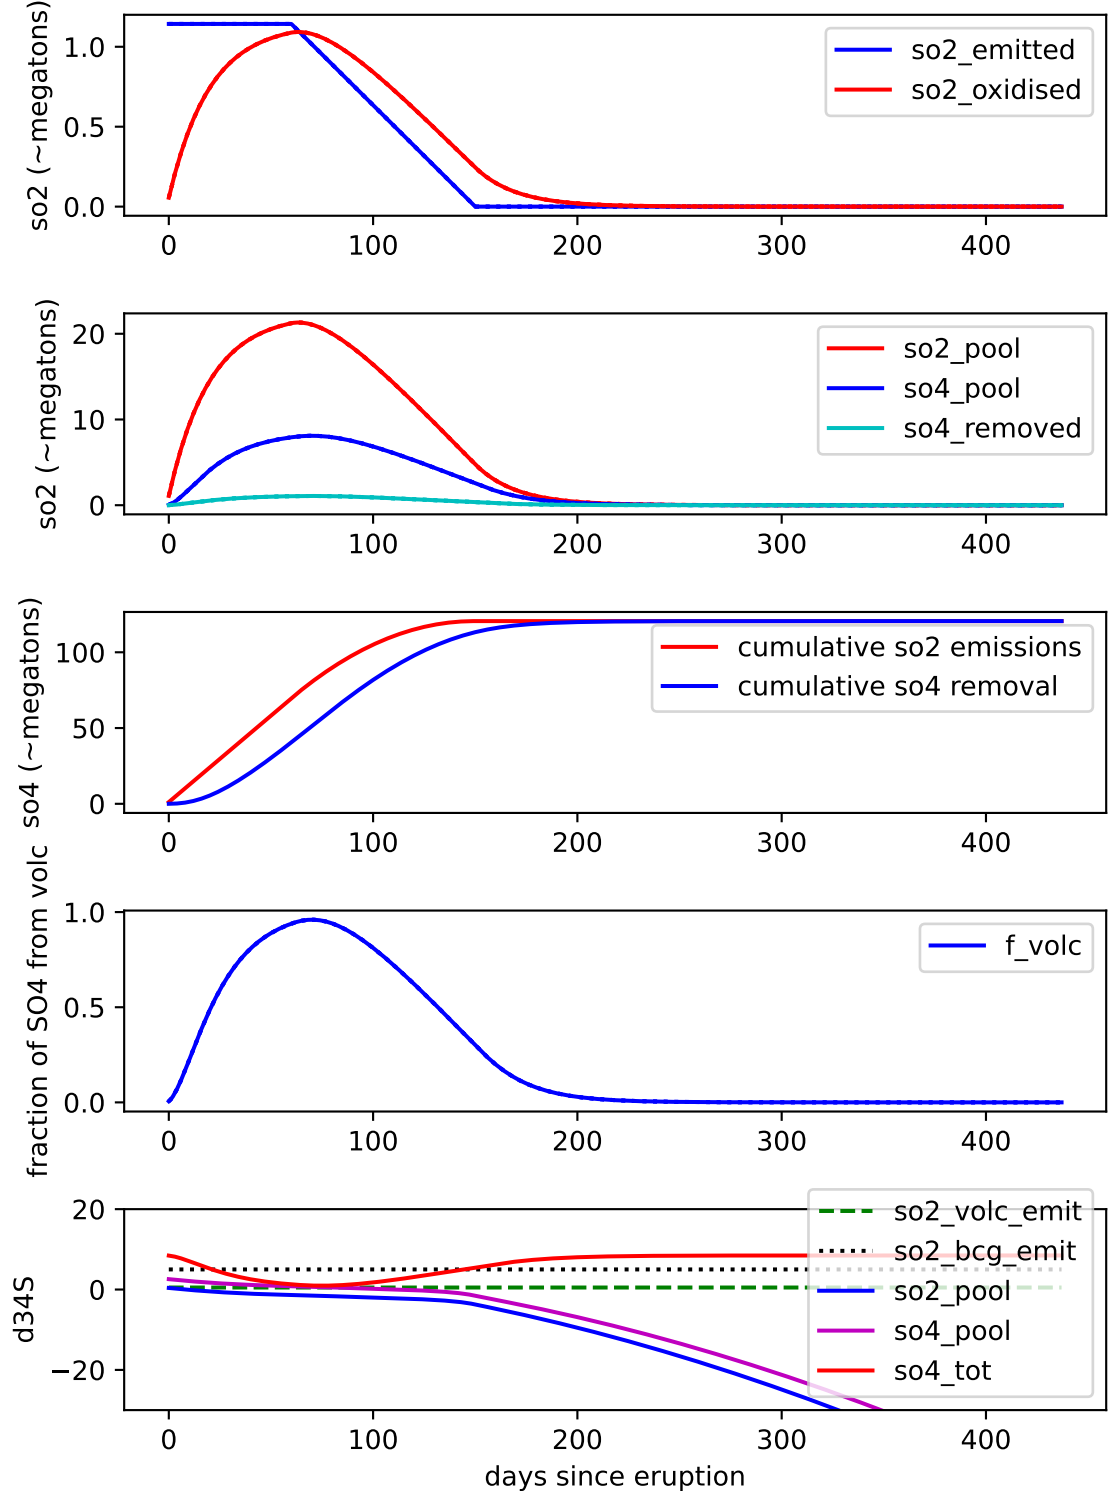 so2 (~megatons)
1.0
0.5
0.0
so2_emitted
so2_oxidised
0 100 200 300 400
so2 (~megatons)
20
10
0
so2_pool
so4_pool
so4_removed
0 100 200 300 400
so4 (~megatons)
100
50
0
cumulative so2 emissions
cumulative so4 removal
0 100 200 300 400
fraction of SO4 from volc
1.0
0.5
0.0
f_volc
0 100 200 300 400
d34S
20
0
−20
so2_volc_emit
so2_bcg_emit
so2_pool
so4_pool
so4_tot
0 100 200 300 400
days since eruption